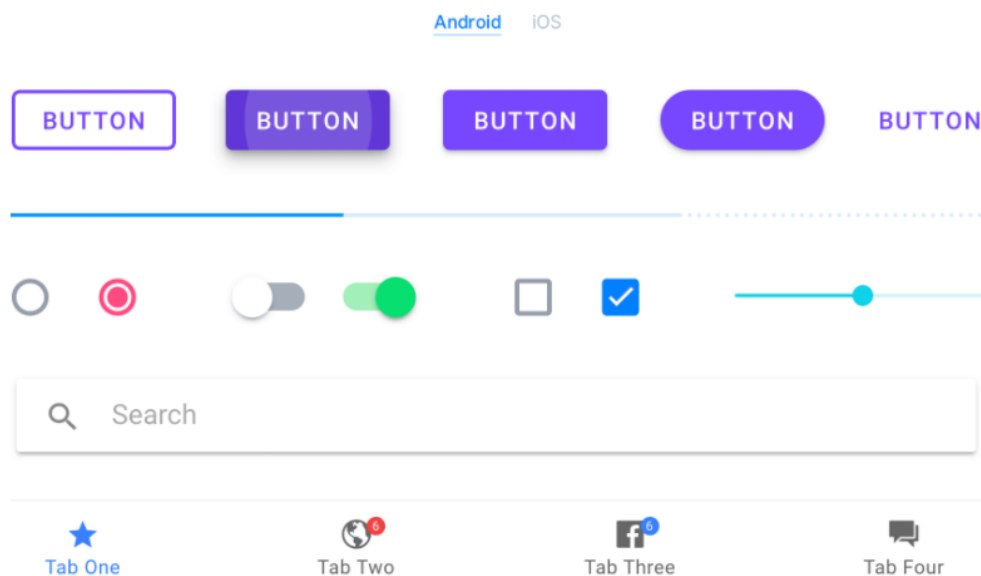 Android iOS
BUTTON BUTTON BUTTON BUTTON BUTTON
Search
6 6
Tab One Tab Two Tab Three Tab Four